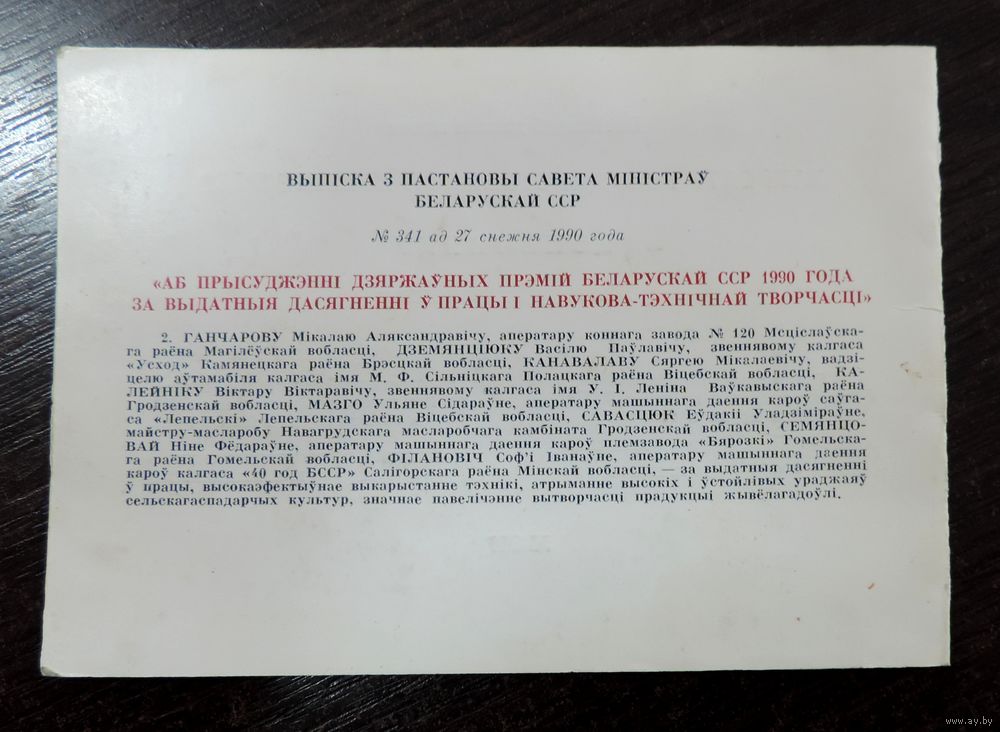 ВЫПІСКА З ПАСТАНОВЫ САВЕТА МІНІСТРАЎ
БЕЛАРУСКАЙ ССР
№ 341 ад 27 снежня 1990 года
«АБ ПРЫСУДЖЭННІ ДЗЯРЖАЎНЫХ ПРЭМІЙ БЕЛАРУСКАЙ ССР 1990 ГОДА
ЗА ВЫДАТНЫЯ ДАСЯГНЕННІ Ў ПРАЦЫ І НАВУКОВА-ТЭХНІЧНАЙ ТВОРЧАСЦІ»
2. ГАНЧАРОВУ Мікалаю Аляксандравічу, аператару коннага завода № 120 Мсціслаўска-
га раёна Магілёўскай вобласці, ДЗЕМЯНЦІЮКУ Васілю Паўлавічу, звеннявому калгаса
«Усход» Камянецкага раёна Брэсцкай вобласці, КАНАВАЛАВУ Сяргею Мікалаевічу, вадзі-
целю аўтамабіля калгаса імя М. Ф. Сільніцкага Полацкага раёна Віцебскай вобласці, КА-
ЛЕЙНІКУ Віктару Віктаравічу, звеннявому калгаса імя У. І. Леніна Ваўкавыскага раёна
Гродзенскай вобласці, МАЗГО Ульяне Сідараўне, аператару машыннага даення кароў саўга-
са «Лепельскі» Лепельскага раёна Віцебскай вобласці, САВАСЦЮК Еўдакіі Уладзіміраўне,
майстру-масларобу Навагрудскага Масларобчага камбіната Гродзенскай вобласці, СЕМЯНЦО-
ВАЙ Ніне Фёдараўне, аператару машыннага даення кароў племзавода «Бярозкі» Гомельска-
га раёна Гомельскай вобласці, ФІЛАНОВІЧ Соф'і Іванаўне, аператару машыннага даення
кароў калгаса «40 год БССР» Салігорскага раёна Мінскай вобласці, — за выдатныя дасягненні
ў працы, высокаэфектыўнае выкарыстанне тэхнікі, атрыманне высокіх і ўстойлівых ураджаяў
сельскагаспадарчых культур, значнае павелічэнне вытворчасці прадукцыі жывёлагадоўлі.
www.ay.by